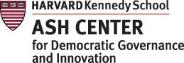 HARVARD Kennedy School
ASH CENTER
for Democratic Governance
and Innovation